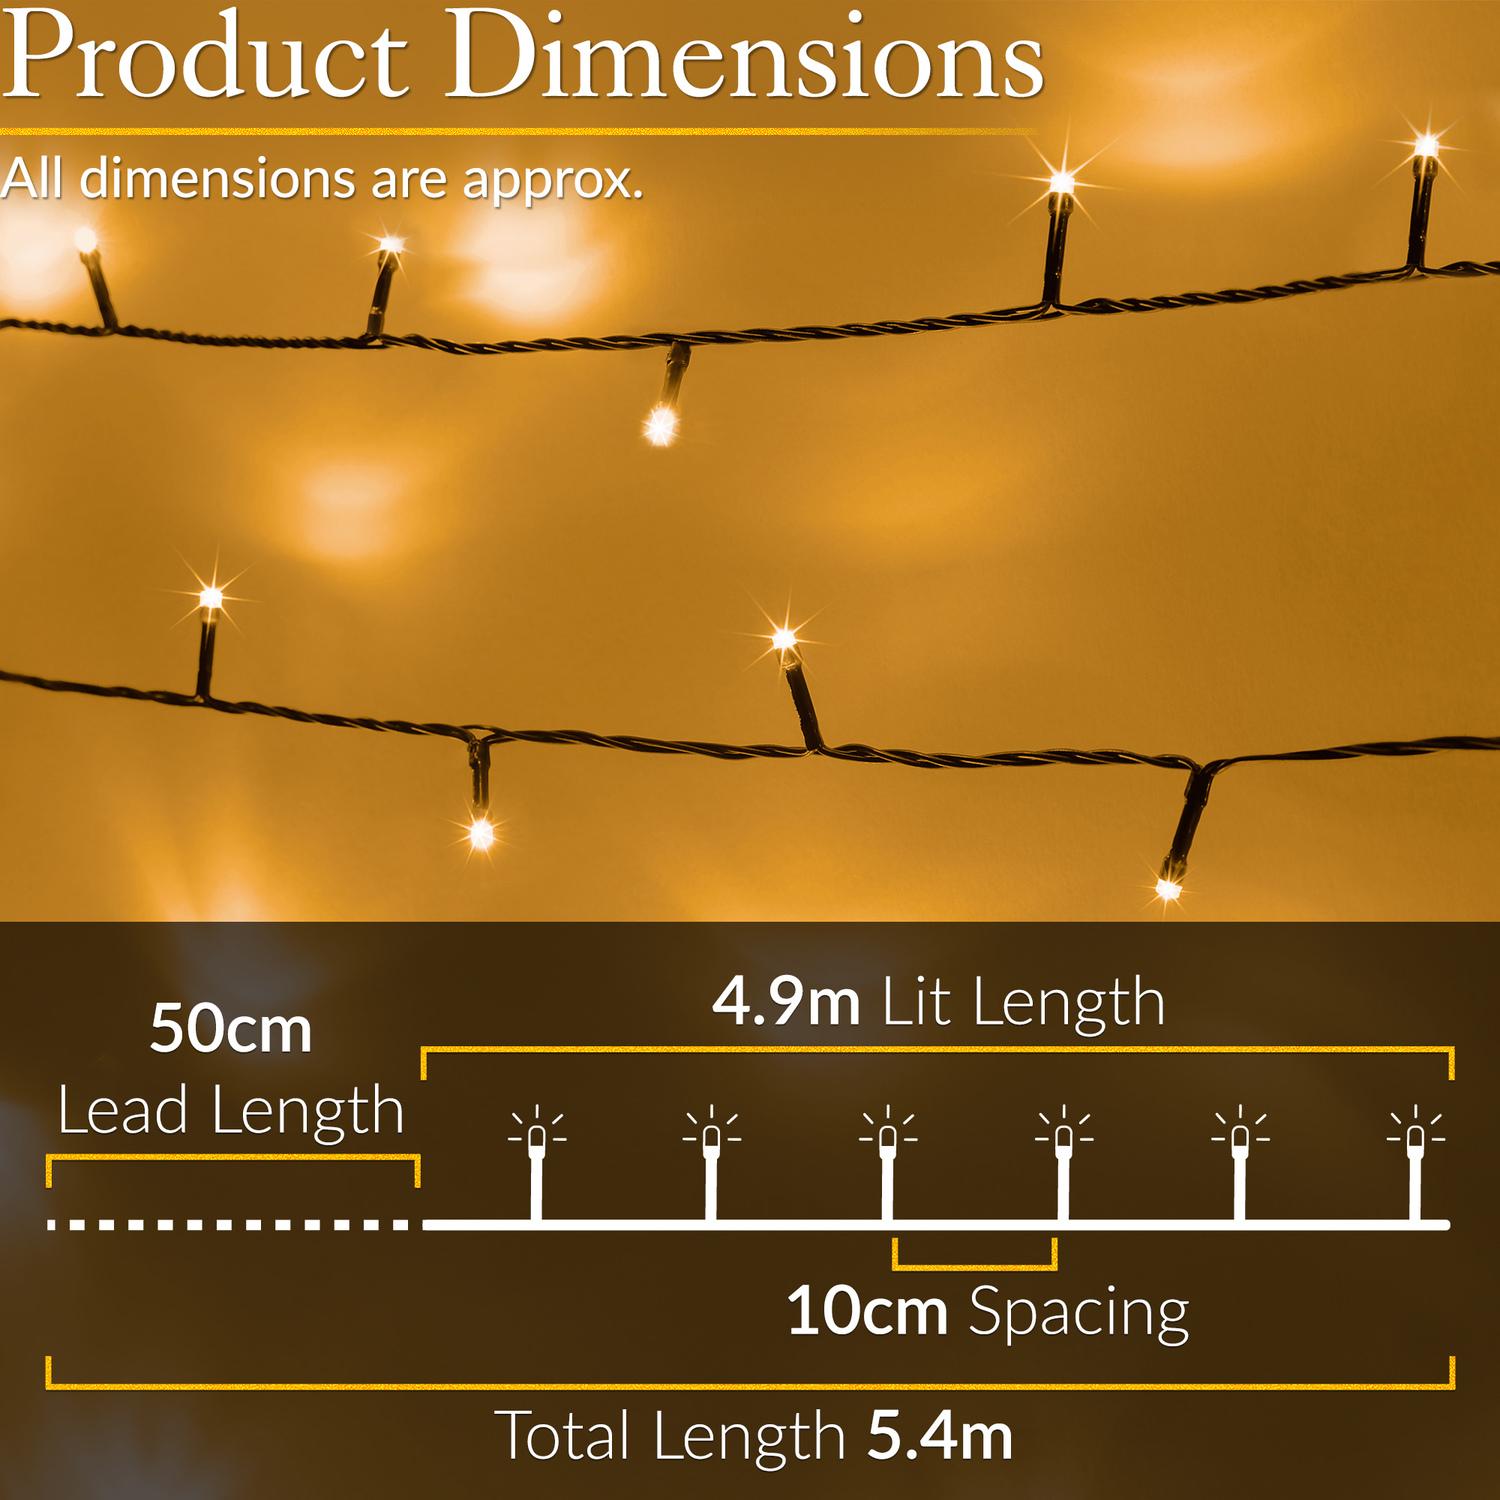 Product Dimensions
All dimensions are approx.
4.9m Lit Length
50cm
Lead Length
10cm Spacing
Total Length 5.4m